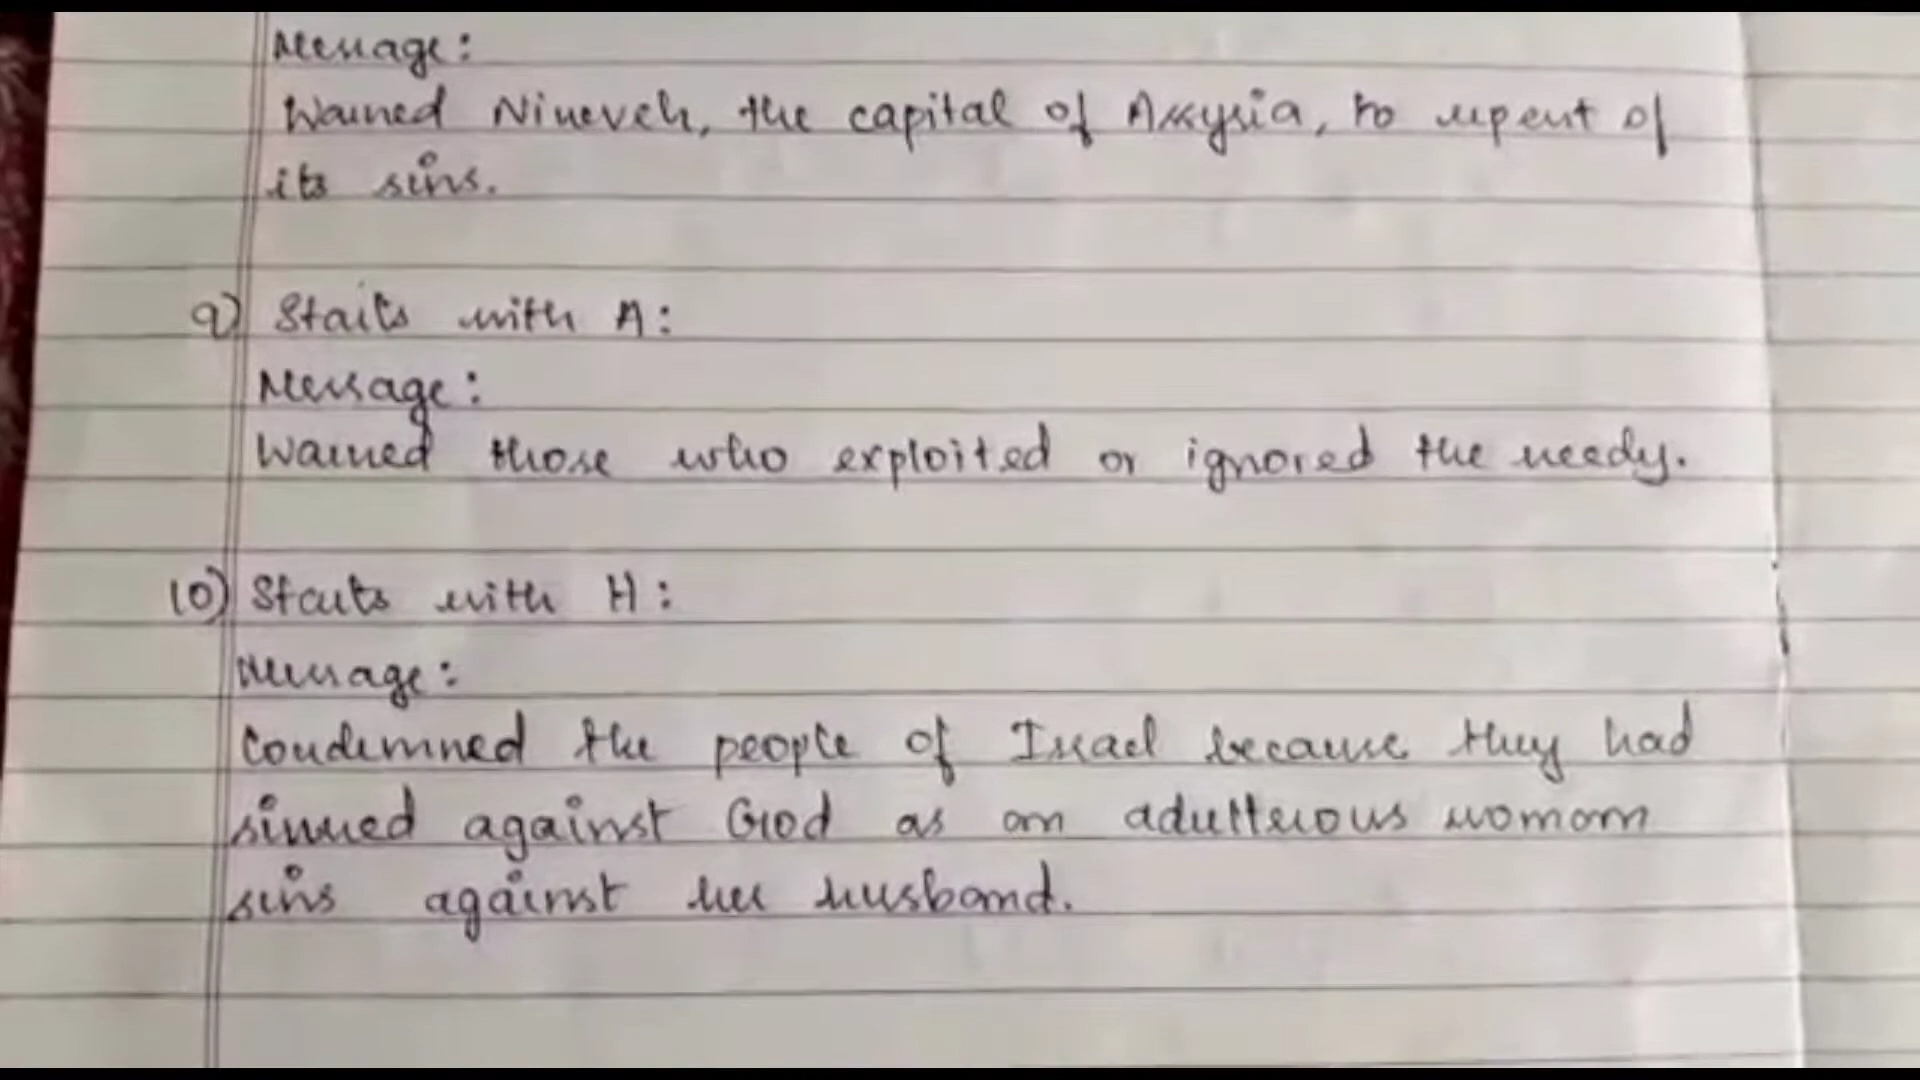 Message:
Warned Nineveh, the capital of Assyria, to repent of
its sins.
9) Starts with A:
Message:
Warned those who exploited or ignored the needy.
10) Starts with H:
Message:
Condemned the people of Israel because they had
sinned against God as an adulterous woman
sins against her husband.